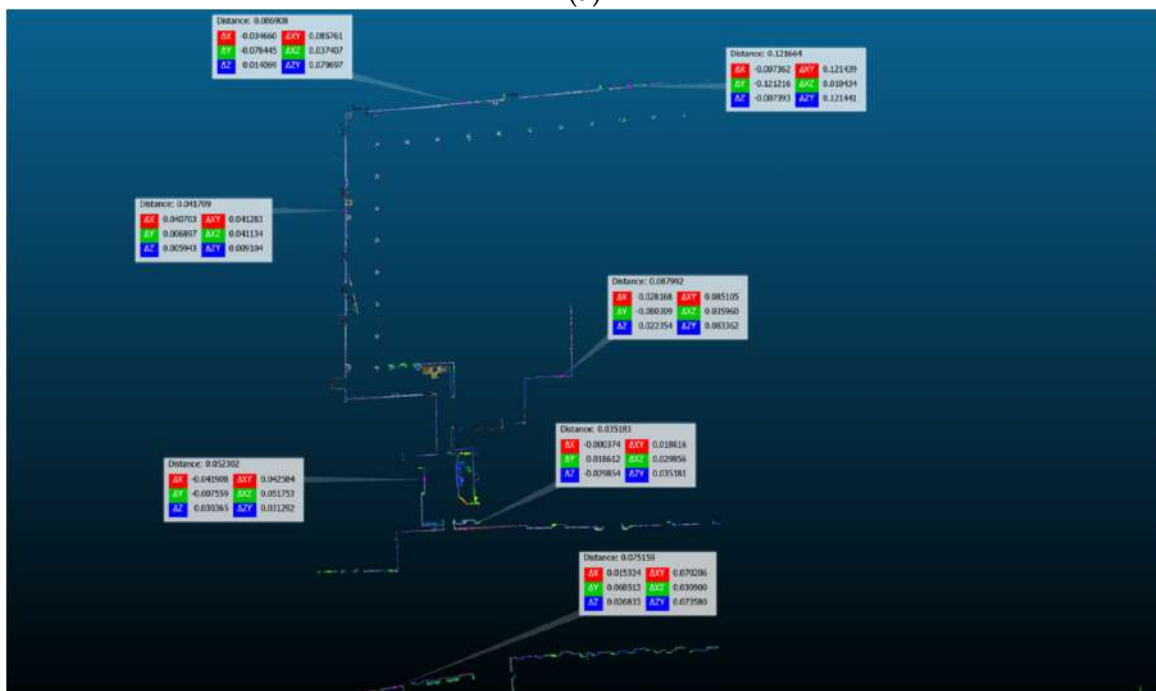 Distance: 0.086908
ΔX -0.034660 ΔXY 0.085761
ΔY -0.078445 ΔXZ 0.037407
ΔZ 0.014069 ΔZY 0.079697
Distance: 0.121664
ΔX -0.007362 ΔXY 0.121439
ΔY -0.121216 ΔXZ 0.010434
ΔZ -0.007393 ΔZY 0.121441
Distance: 0.041709
ΔX 0.040703 ΔXY 0.041283
ΔY 0.006897 ΔXZ 0.041134
ΔZ 0.005943 ΔZY 0.009104
Distance: 0.087992
ΔX 0.028168 ΔXY 0.085105
ΔY -0.080309 ΔXZ 0.035960
ΔZ 0.022354 ΔZY 0.083362
Distance: 0.035183
ΔX -0.000374 ΔXY 0.018616
ΔY -0.018612 ΔXZ 0.029856
ΔZ -0.029854 ΔZY 0.035181
Distance: 0.052302
ΔX -0.041908 ΔXY 0.042584
ΔY -0.007559 ΔXZ 0.051753
ΔZ -0.030365 ΔZY 0.031292
Distance: 0.075159
ΔX 0.015324 ΔXY 0.070206
ΔY 0.068513 ΔXZ 0.030900
ΔZ 0.026833 ΔZY 0.073580